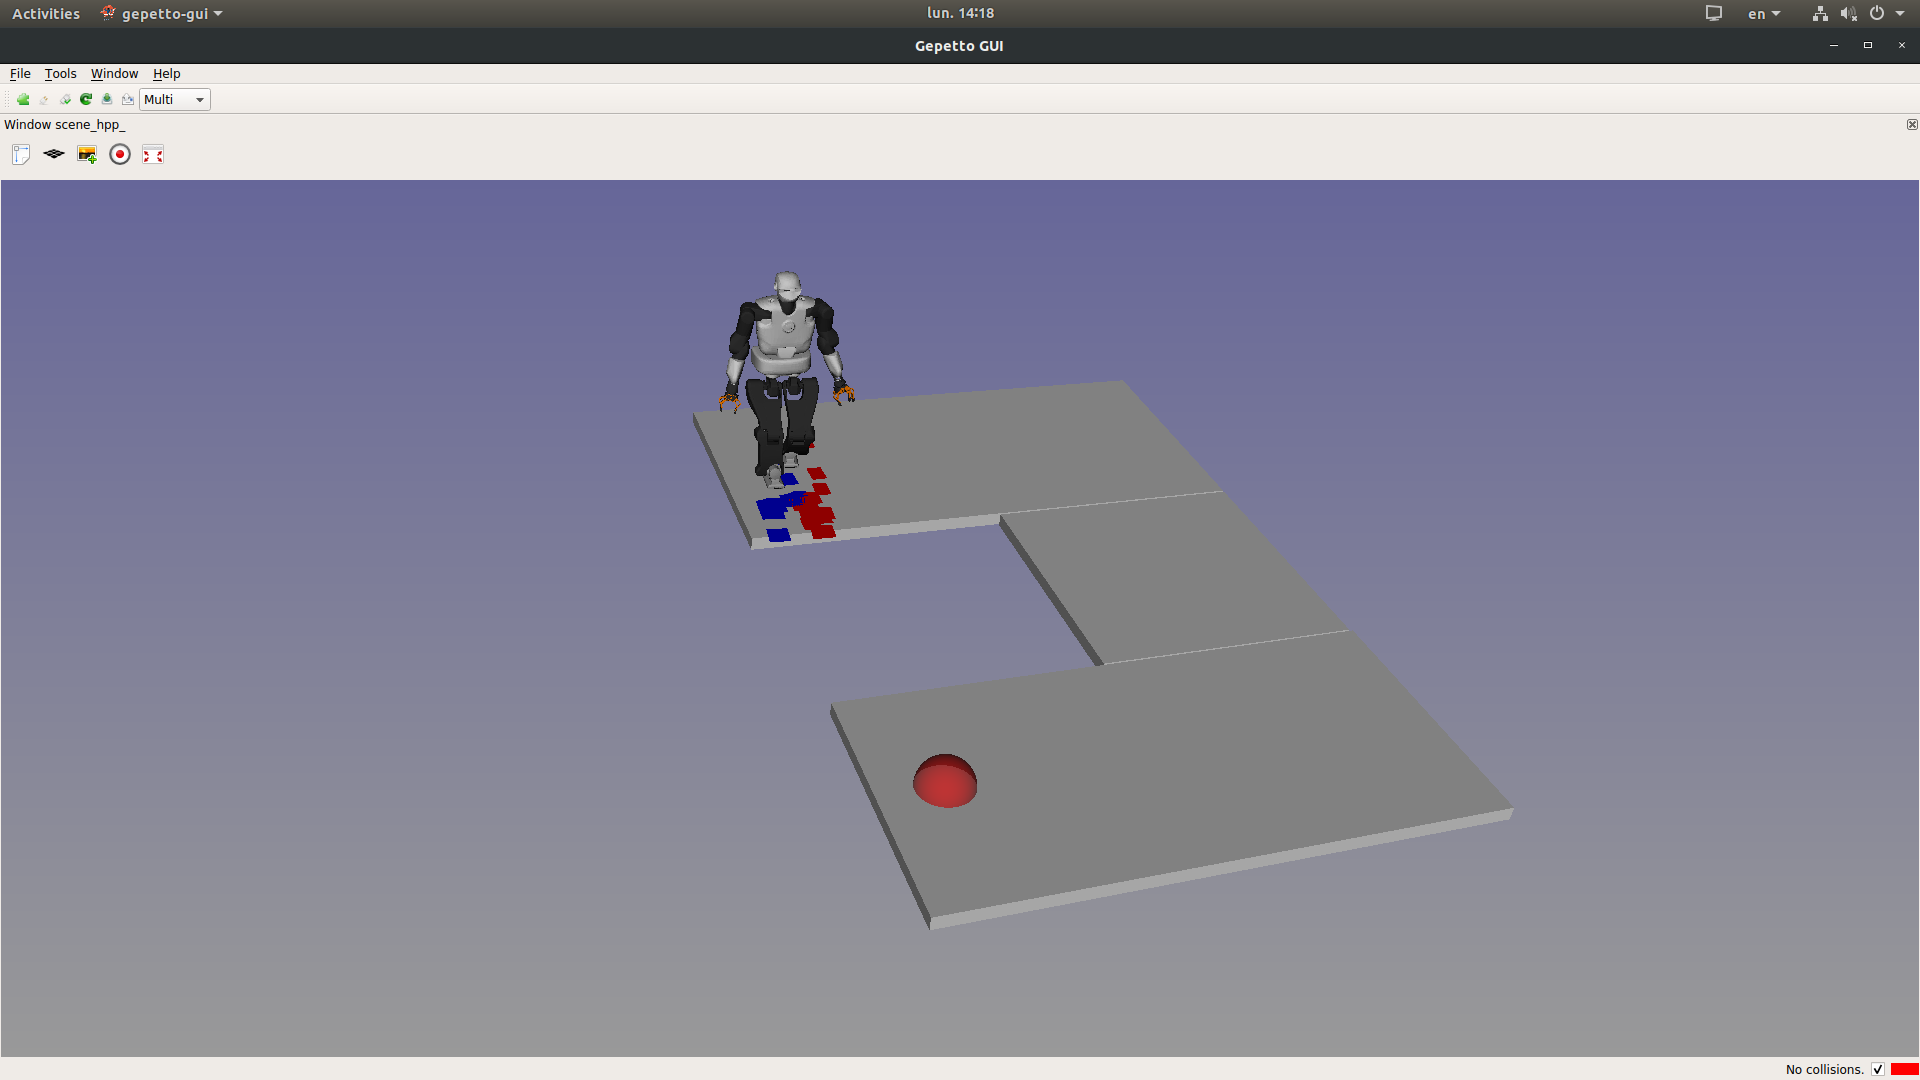 Activities gepetto-gui lun. 14:18 en
Gepetto GUI
File Tools Window Help
Multi
Window scene_hpp_
No collisions.